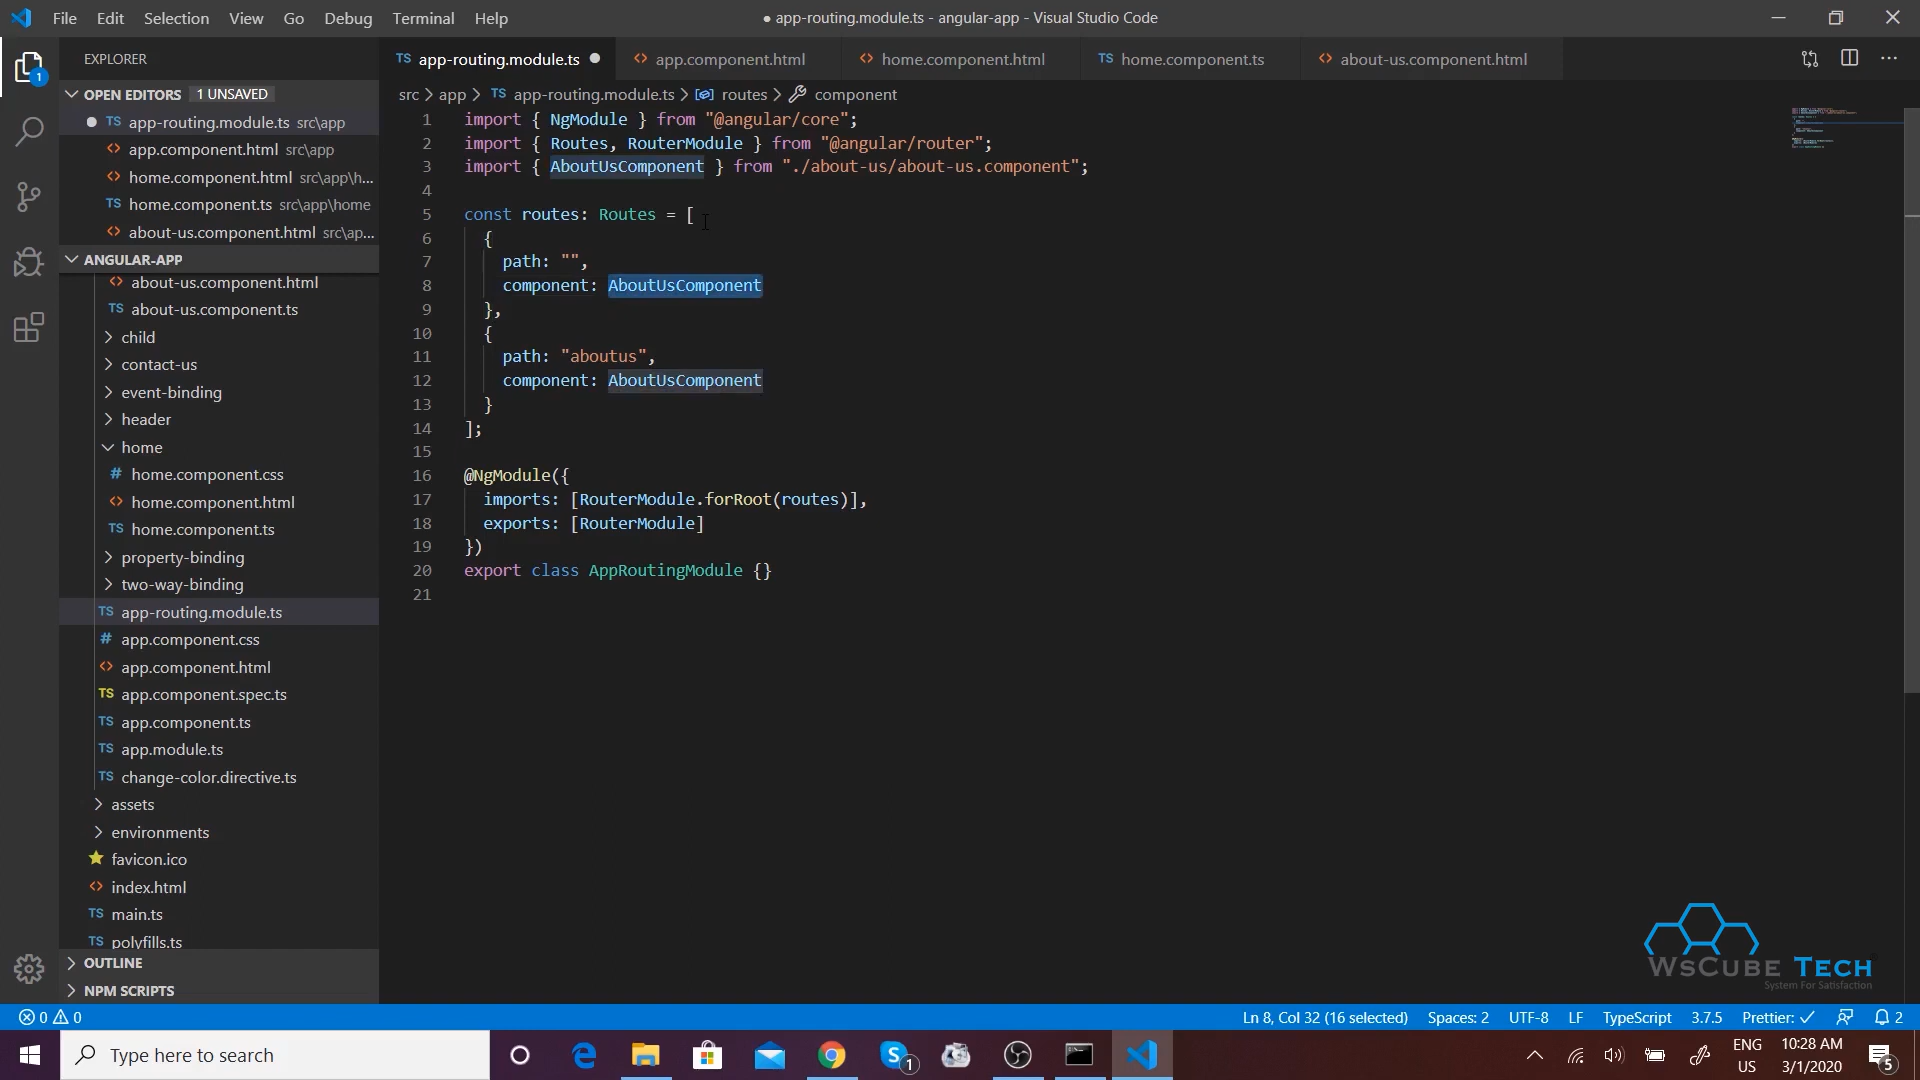 File Edit Selection View Go Debug Terminal Help
● app-routing.module.ts - angular-app - Visual Studio Code
EXPLORER
OPEN EDITORS 1 UNSAVED
app-routing.module.ts src\app
app.component.html src\app
home.component.html src\app\h...
home.component.ts src\app\home
about-us.component.html src\ap...
ANGULAR-APP
about-us.component.html
about-us.component.ts
child
contact-us
event-binding
header
home
home.component.css
home.component.html
home.component.ts
property-binding
two-way-binding
app-routing.module.ts
app.component.css
app.component.html
app.component.spec.ts
app.component.ts
app.module.ts
change-color.directive.ts
assets
environments
favicon.ico
index.html
main.ts
polyfills.ts
OUTLINE
NPM SCRIPTS
TS app-routing.module.ts
app.component.html
home.component.html
TS home.component.ts
about-us.component.html
src > app > TS app-routing.module.ts > routes > component
1 import { NgModule } from "@angular/core";
2 import { Routes, RouterModule } from "@angular/router";
3 import { AboutUsComponent } from "./about-us/about-us.component";
4
5 const routes: Routes = [
6 {
7 path: "",
8 component: AboutUsComponent
9 },
10 {
11 path: "aboutus",
12 component: AboutUsComponent
13 }
14 ];
15
16 @NgModule({
17 imports: [RouterModule.forRoot(routes)],
18 exports: [RouterModule]
19 })
20 export class AppRoutingModule {}
21
WsCube Tech
System For Satisfaction
0 0
Ln 8, Col 32 (16 selected) Spaces: 2 UTF-8 LF TypeScript 3.7.5 Prettier: ✓ 2
Type here to search
ENG
US
10:28 AM
3/1/2020
5